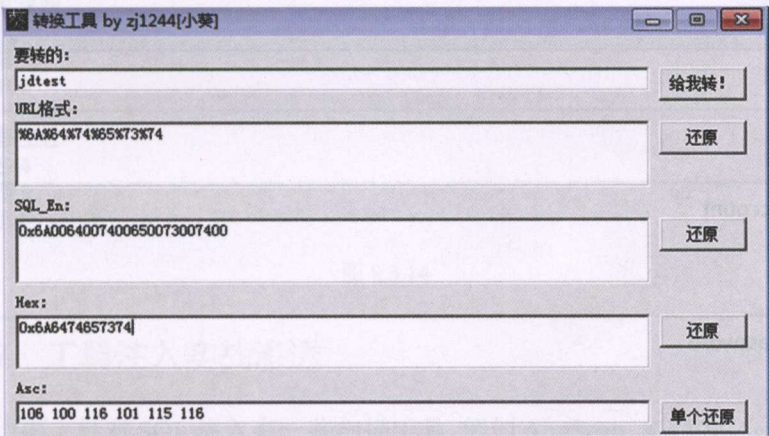 转换工具 by zj1244[小葵]
要转的:
jdtest
给我转!
URL格式:
%6A%64%74%65%73%74
还原
SQL_En:
0x6A0064007400650073007400
还原
Hex:
0x6A6474657374
还原
Asc:
106 100 116 101 115 116
单个还原